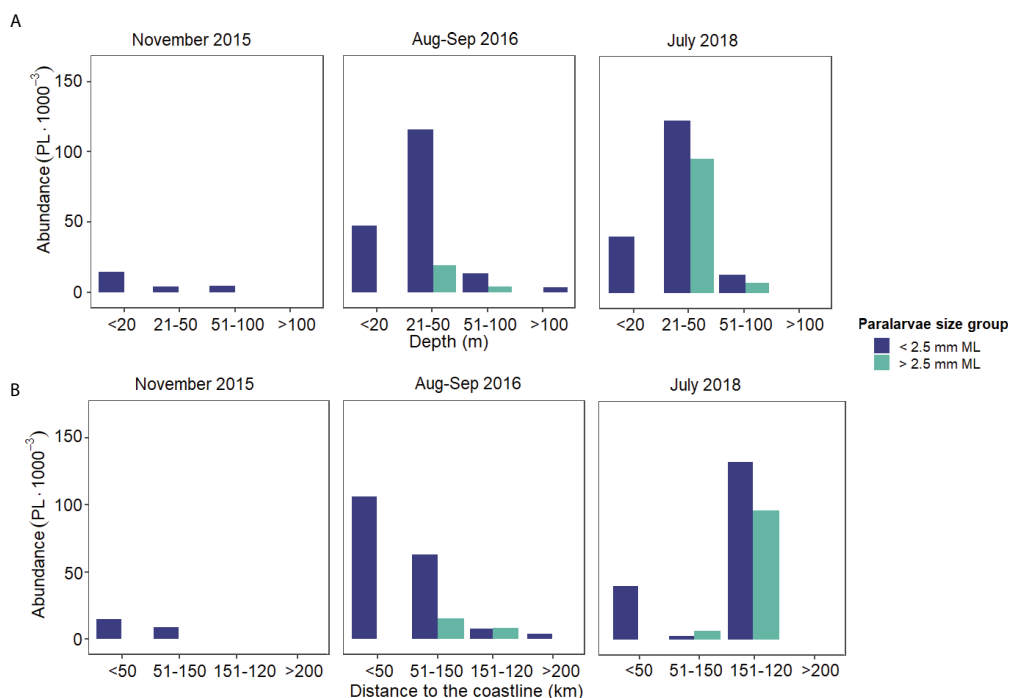 A
November 2015
Aug-Sep 2016
July 2018
Abundance (PL · 1000⁻³)
150
100
50
0
<20 21-50 51-100 >100
<20 21-50 51-100 >100
<20 21-50 51-100 >100
Depth (m)
Paralarvae size group
< 2.5 mm ML
> 2.5 mm ML
B
November 2015
Aug-Sep 2016
July 2018
Abundance (PL · 1000⁻³)
150
100
50
0
<50 51-150 151-120 >200
<50 51-150 151-120 >200
<50 51-150 151-120 >200
Distance to the coastline (km)